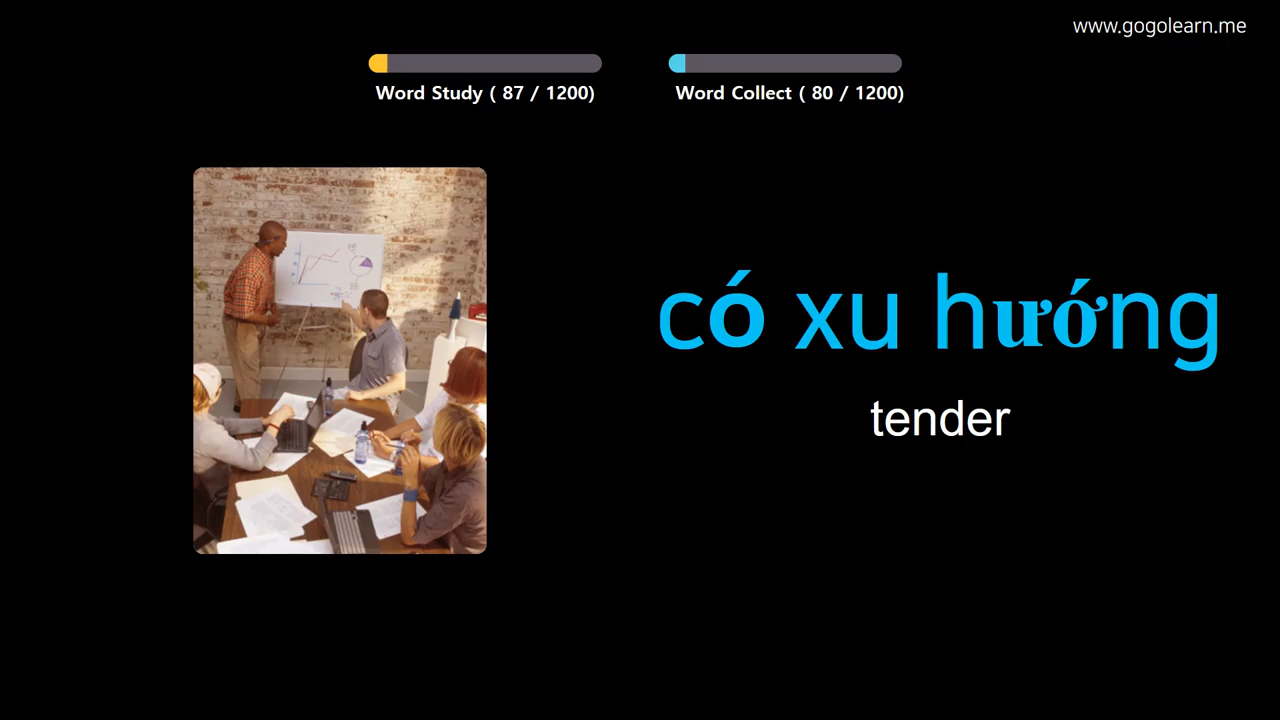 www.gogolearn.me
Word Study ( 87 / 1200)
Word Collect ( 80 / 1200)
có xu hướng
tender